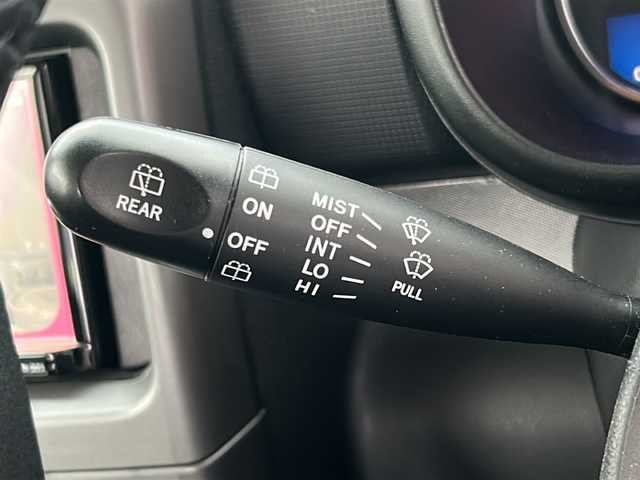 REAR
ON
OFF
MIST
OFF
INT
LO
HI
PULL